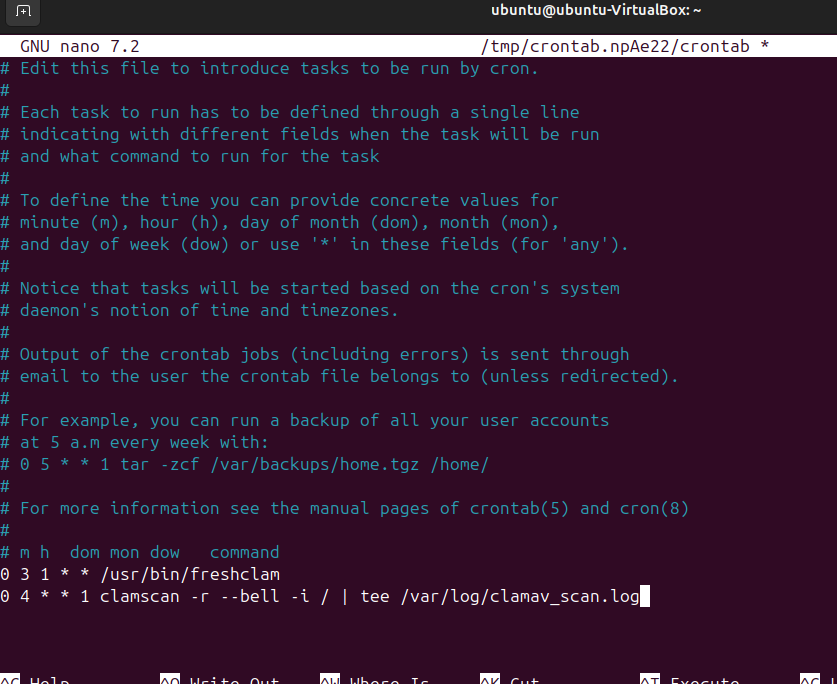 ubuntu@ubuntu-VirtualBox: ~
GNU nano 7.2 /tmp/crontab.npAe22/crontab *
# Edit this file to introduce tasks to be run by cron.
#
# Each task to run has to be defined through a single line
# indicating with different fields when the task will be run
# and what command to run for the task
#
# To define the time you can provide concrete values for
# minute (m), hour (h), day of month (dom), month (mon),
# and day of week (dow) or use '*' in these fields (for 'any').
#
# Notice that tasks will be started based on the cron's system
# daemon's notion of time and timezones.
#
# Output of the crontab jobs (including errors) is sent through
# email to the user the crontab file belongs to (unless redirected).
#
# For example, you can run a backup of all your user accounts
# at 5 a.m every week with:
# 0 5 * * 1 tar -zcf /var/backups/home.tgz /home/
#
# For more information see the manual pages of crontab(5) and cron(8)
#
# m h  dom mon dow   command
0 3 1 * * /usr/bin/freshclam
0 4 * * 1 clamscan -r --bell -i / | tee /var/log/clamav_scan.log
^G Help ^O Write Out ^W Where Is ^K Cut ^T Execute